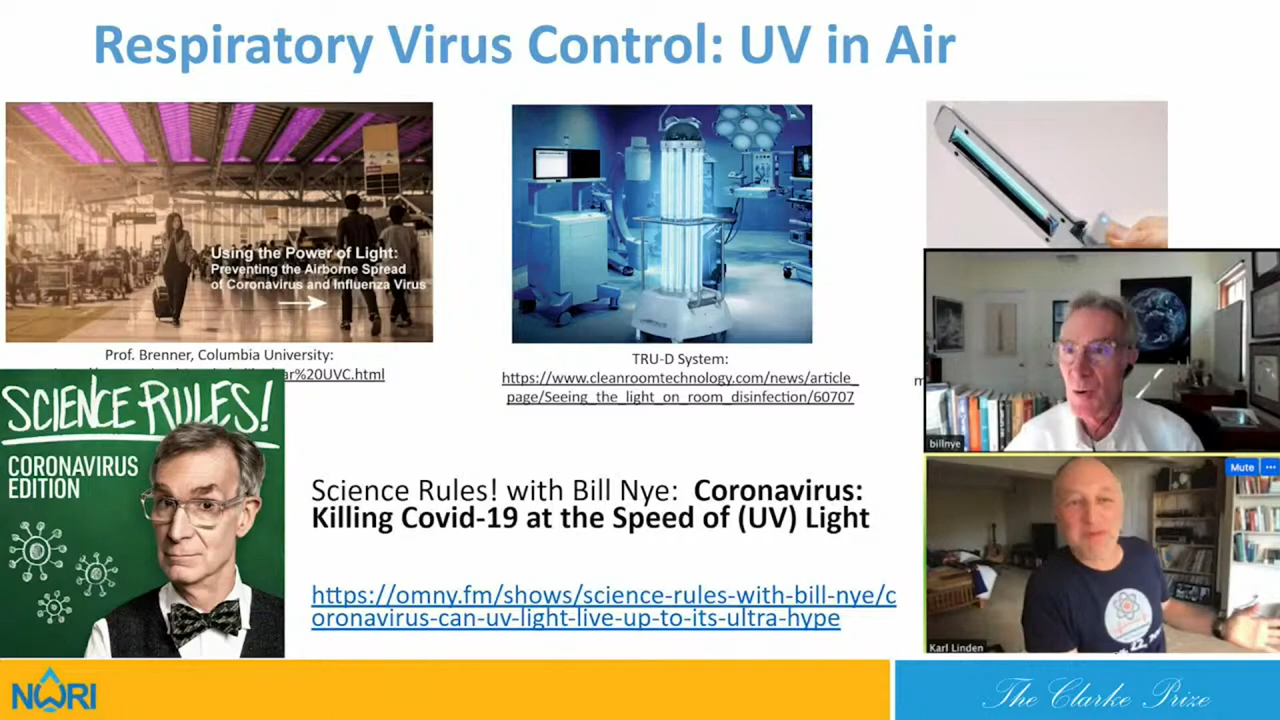 Respiratory Virus Control: UV in Air
Using the Power of Light:
Preventing the Airborne Spread
of Coronavirus and Influenza Virus
Prof. Brenner, Columbia University:
ar%20UVC.html
TRU-D System:
https://www.cleanroomtechnology.com/news/article_
page/Seeing_the_light_on_room_disinfection/60707
billnye
Mute
SCIENCE RULES!
CORONAVIRUS
EDITION
Science Rules! with Bill Nye: Coronavirus:
Killing Covid-19 at the Speed of (UV) Light
https://omny.fm/shows/science-rules-with-bill-nye/c
oronavirus-can-uv-light-live-up-to-its-ultra-hype
Karl Linden
NWRI
The Clarke Prize